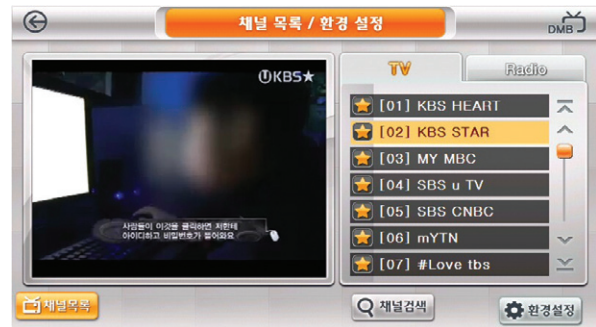 채널 목록 / 환경 설정
DMB
UKBS★
TV
Radio
[01] KBS HEART
[02] KBS STAR
[03] MY MBC
[04] SBS u TV
[05] SBS CNBC
[06] mYTN
[07] #Love tbs
사람들이 이것을 클릭하면 저한테
아이디하고 비밀번호가 들어와요
채널목록
채널검색
환경설정